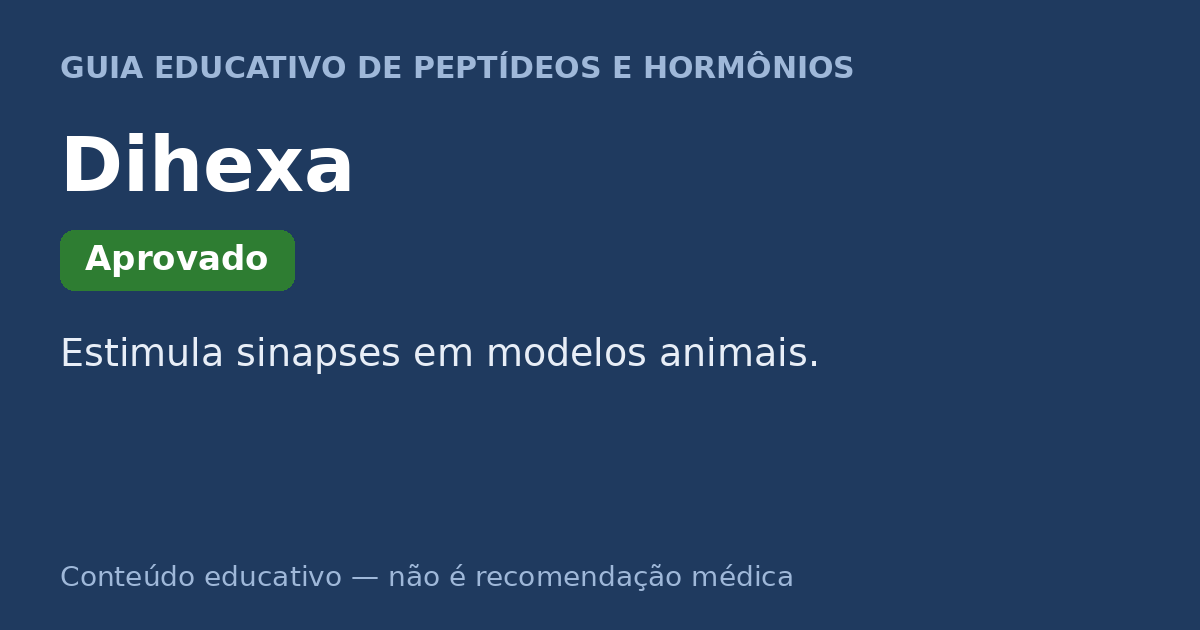 GUIA EDUCATIVO DE PEPTÍDEOS E HORMÔNIOS
Dihexa
Aprovado
Estimula sinapses em modelos animais.
Conteúdo educativo — não é recomendação médica